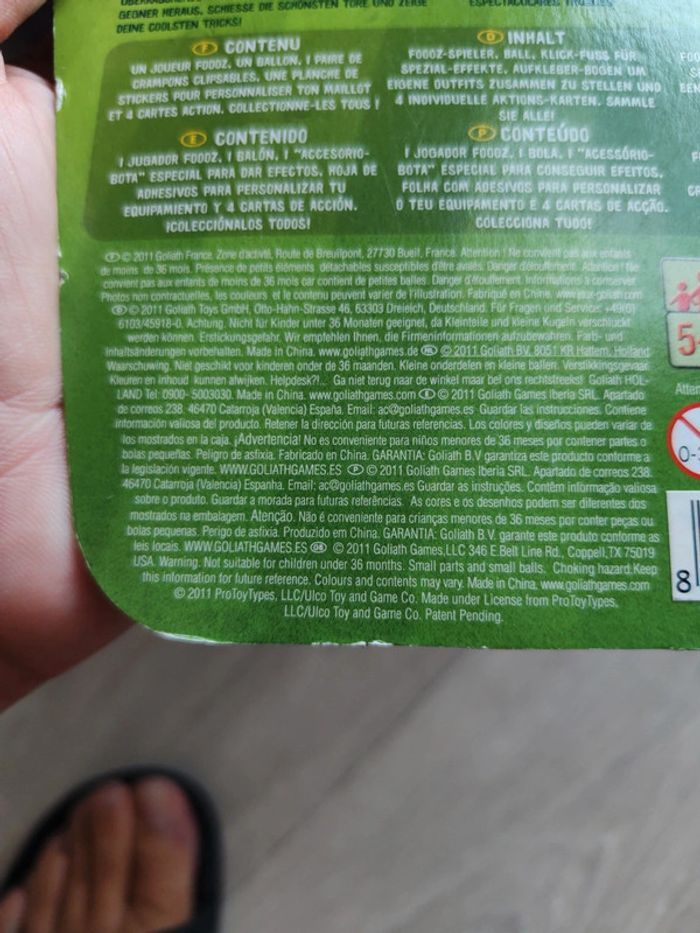 GEGNER HERAUS, SCHIESSE DIE SCHÖNSTEN TORE UND ZEIGE
DEINE COOLSTEN TRICKS!
F CONTENU
UN JOUEUR FOOOZ, UN BALLON, 1 PAIRE DE
CRAMPONS CLIPSABLES, UNE PLANCHE DE
STICKERS POUR PERSONNALISER TON MAILLOT
ET 4 CARTES ACTION. COLLECTIONNE-LES TOUS !
D INHALT
FOOOZ-SPIELER, BALL, KLICK-FUSS FÜR
SPEZIAL-EFFEKTE, AUFKLEBER-BOGEN UM
EIGENE OUTFITS ZUSAMMEN ZU STELLEN UND
4 INDIVIDUELLE AKTIONS-KARTEN. SAMMLE
SIE ALLE!
E CONTENIDO
1 JUGADOR FOOOZ, 1 BALÓN, 1 "ACCESORIO-
BOTA" ESPECIAL PARA DAR EFECTOS, HOJA DE
ADHESIVOS PARA PERSONALIZAR TU
EQUIPAMIENTO Y 4 CARTAS DE ACCIÓN.
¡COLECCIÓNALOS TODOS!
P CONTEÚDO
1 JOGADOR FOOOZ, 1 BOLA, 1 "ACESSÓRIO-
BOTA" ESPECIAL PARA CONSEGUIR EFEITOS,
FOLHA COM ADESIVOS PARA PERSONALIZAR
O TEU EQUIPAMENTO E 4 CARTAS DE ACÇÃO.
COLECCIONA TUDO!
F © 2011 Goliath France. Zone d'activité, Route de Breuilpont, 27730 Bueil, France. Attention ! Ne convient pas aux enfants
de moins de 36 mois. Présence de petits éléments détachables susceptibles d'être avalés. Danger d'étouffement. Attention ! Ne
convient pas aux enfants de moins de 36 mois car contient de petites balles. Danger d'étouffement. Informations à conserver.
Photos non contractuelles, les couleurs et le contenu peuvent varier de l'illustration. Fabriqué en Chine. www.jeux-goliath.com
D © 2011 Goliath Toys GmbH, Otto-Hahn-Strasse 46, 63303 Dreieich, Deutschland. Für Fragen und Service: +49(0)
6103/45918-0. Achtung. Nicht für Kinder unter 36 Monaten geeignet, da Kleinteile und kleine Kugeln verschluckt
werden können. Erstickungsgefahr. Wir empfehlen Ihnen, die Firmeninformationen aufzubewahren. Farb- und
Inhaltsänderungen vorbehalten. Made in China. www.goliathgames.de NL © 2011 Goliath BV, 8051 KR Hattem, Holland
Waarschuwing. Niet geschikt voor kinderen onder de 36 maanden. Kleine onderdelen en kleine ballen. Verstikkingsgevaar.
Kleuren en inhoud kunnen afwijken. Helpdesk?!... Ga niet terug naar de winkel maar bel ons rechtstreeks! Goliath HOL-
LAND Tel: 0900- 5003030. Made in China. www.goliathgames.com E © 2011 Goliath Games Iberia SRL. Apartado
de correos 238. 46470 Catarroja (Valencia) España. Email: ac@goliathgames.es Guardar las instrucciones. Contiene
información valiosa del producto. Retener la dirección para futuras referencias. Los colores y diseños pueden variar de
los mostrados en la caja. ¡Advertencia! No es conveniente para niños menores de 36 meses por contener partes o
bolas pequeñas. Peligro de asfixia. Fabricado en China. GARANTIA: Goliath B.V garantiza este producto conforme a
la legislación vigente. WWW.GOLIATHGAMES.ES P © 2011 Goliath Games Iberia SRL. Apartado de correos 238.
46470 Catarroja (Valencia) Espanha. Email: ac@goliathgames.es Guardar as instruções. Contêm informação valiosa
sobre o produto. Guardar a morada para futuras referências. As cores e os desenhos podem ser diferentes dos
mostrados na embalagem. Atenção. Não é conveniente para crianças menores de 36 meses por conter peças ou
bolas pequenas. Perigo de asfixia. Produzido em China. GARANTIA: Goliath B.V. garante este produto conforme as
leis locais. WWW.GOLIATHGAMES.ES GB © 2011 Goliath Games,LLC 346 E.Belt Line Rd., Coppell,TX 75019
USA. Warning. Not suitable for children under 36 months. Small parts and small balls. Choking hazard.Keep
this information for future reference. Colours and contents may vary. Made in China. www.goliathgames.com
© 2011 ProToyTypes, LLC/Ulco Toy and Game Co. Made under License from ProToyTypes,
LLC/Ulco Toy and Game Co. Patent Pending.
5-
0-
8